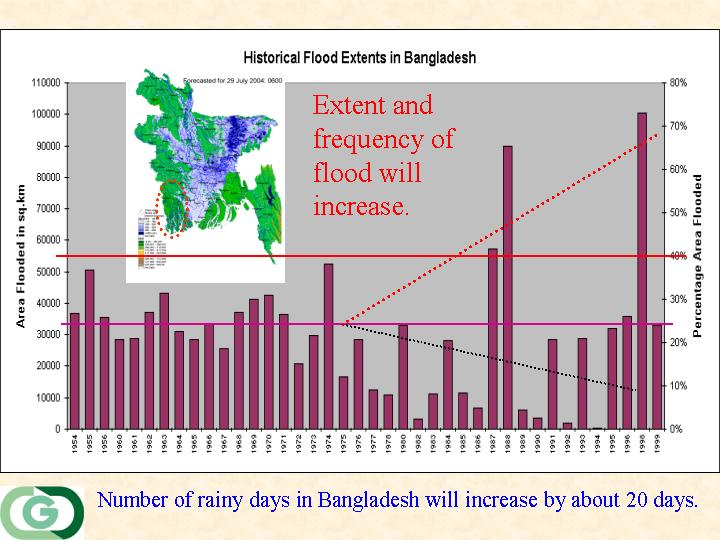 Historical Flood Extents in Bangladesh
Forecasted for 29 July 2004: 0600
Extent and
frequency of
flood will
increase.
Area Flooded in sq.km
110000
100000
90000
80000
70000
60000
50000
40000
30000
20000
10000
0
80%
70%
60%
50%
40%
30%
20%
10%
0%
Percentage Area Flooded
1954 1955 1956 1960 1961 1962 1963 1964 1965 1966 1967 1968 1969 1970 1971 1972 1973 1974 1975 1976 1977 1978 1980 1982 1983 1984 1985 1986 1987 1988 1989 1990 1991 1992 1993 1994 1995 1996 1998 1999
Number of rainy days in Bangladesh will increase by about 20 days.